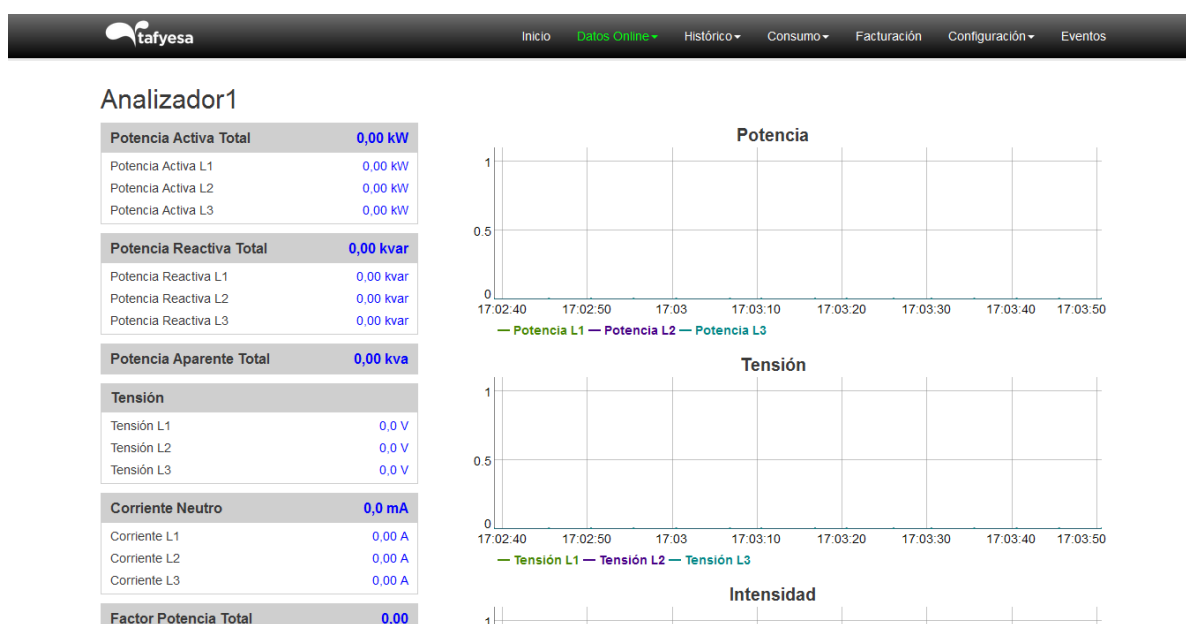 tafyesa
Inicio Datos Online Histórico Consumo Facturación Configuración Eventos
Analizador1
Potencia Activa Total 0,00 kW
Potencia Activa L1 0,00 kW
Potencia Activa L2 0,00 kW
Potencia Activa L3 0,00 kW
Potencia Reactiva Total 0,00 kvar
Potencia Reactiva L1 0,00 kvar
Potencia Reactiva L2 0,00 kvar
Potencia Reactiva L3 0,00 kvar
Potencia Aparente Total 0,00 kva
Tensión
Tensión L1 0,0 V
Tensión L2 0,0 V
Tensión L3 0,0 V
Corriente Neutro 0,0 mA
Corriente L1 0,00 A
Corriente L2 0,00 A
Corriente L3 0,00 A
Factor Potencia Total 0,00
Potencia
1
0.5
0
17:02:40 17:02:50 17:03 17:03:10 17:03:20 17:03:30 17:03:40 17:03:50
— Potencia L1 — Potencia L2 — Potencia L3
Tensión
1
0.5
0
17:02:40 17:02:50 17:03 17:03:10 17:03:20 17:03:30 17:03:40 17:03:50
— Tensión L1 — Tensión L2 — Tensión L3
Intensidad
1